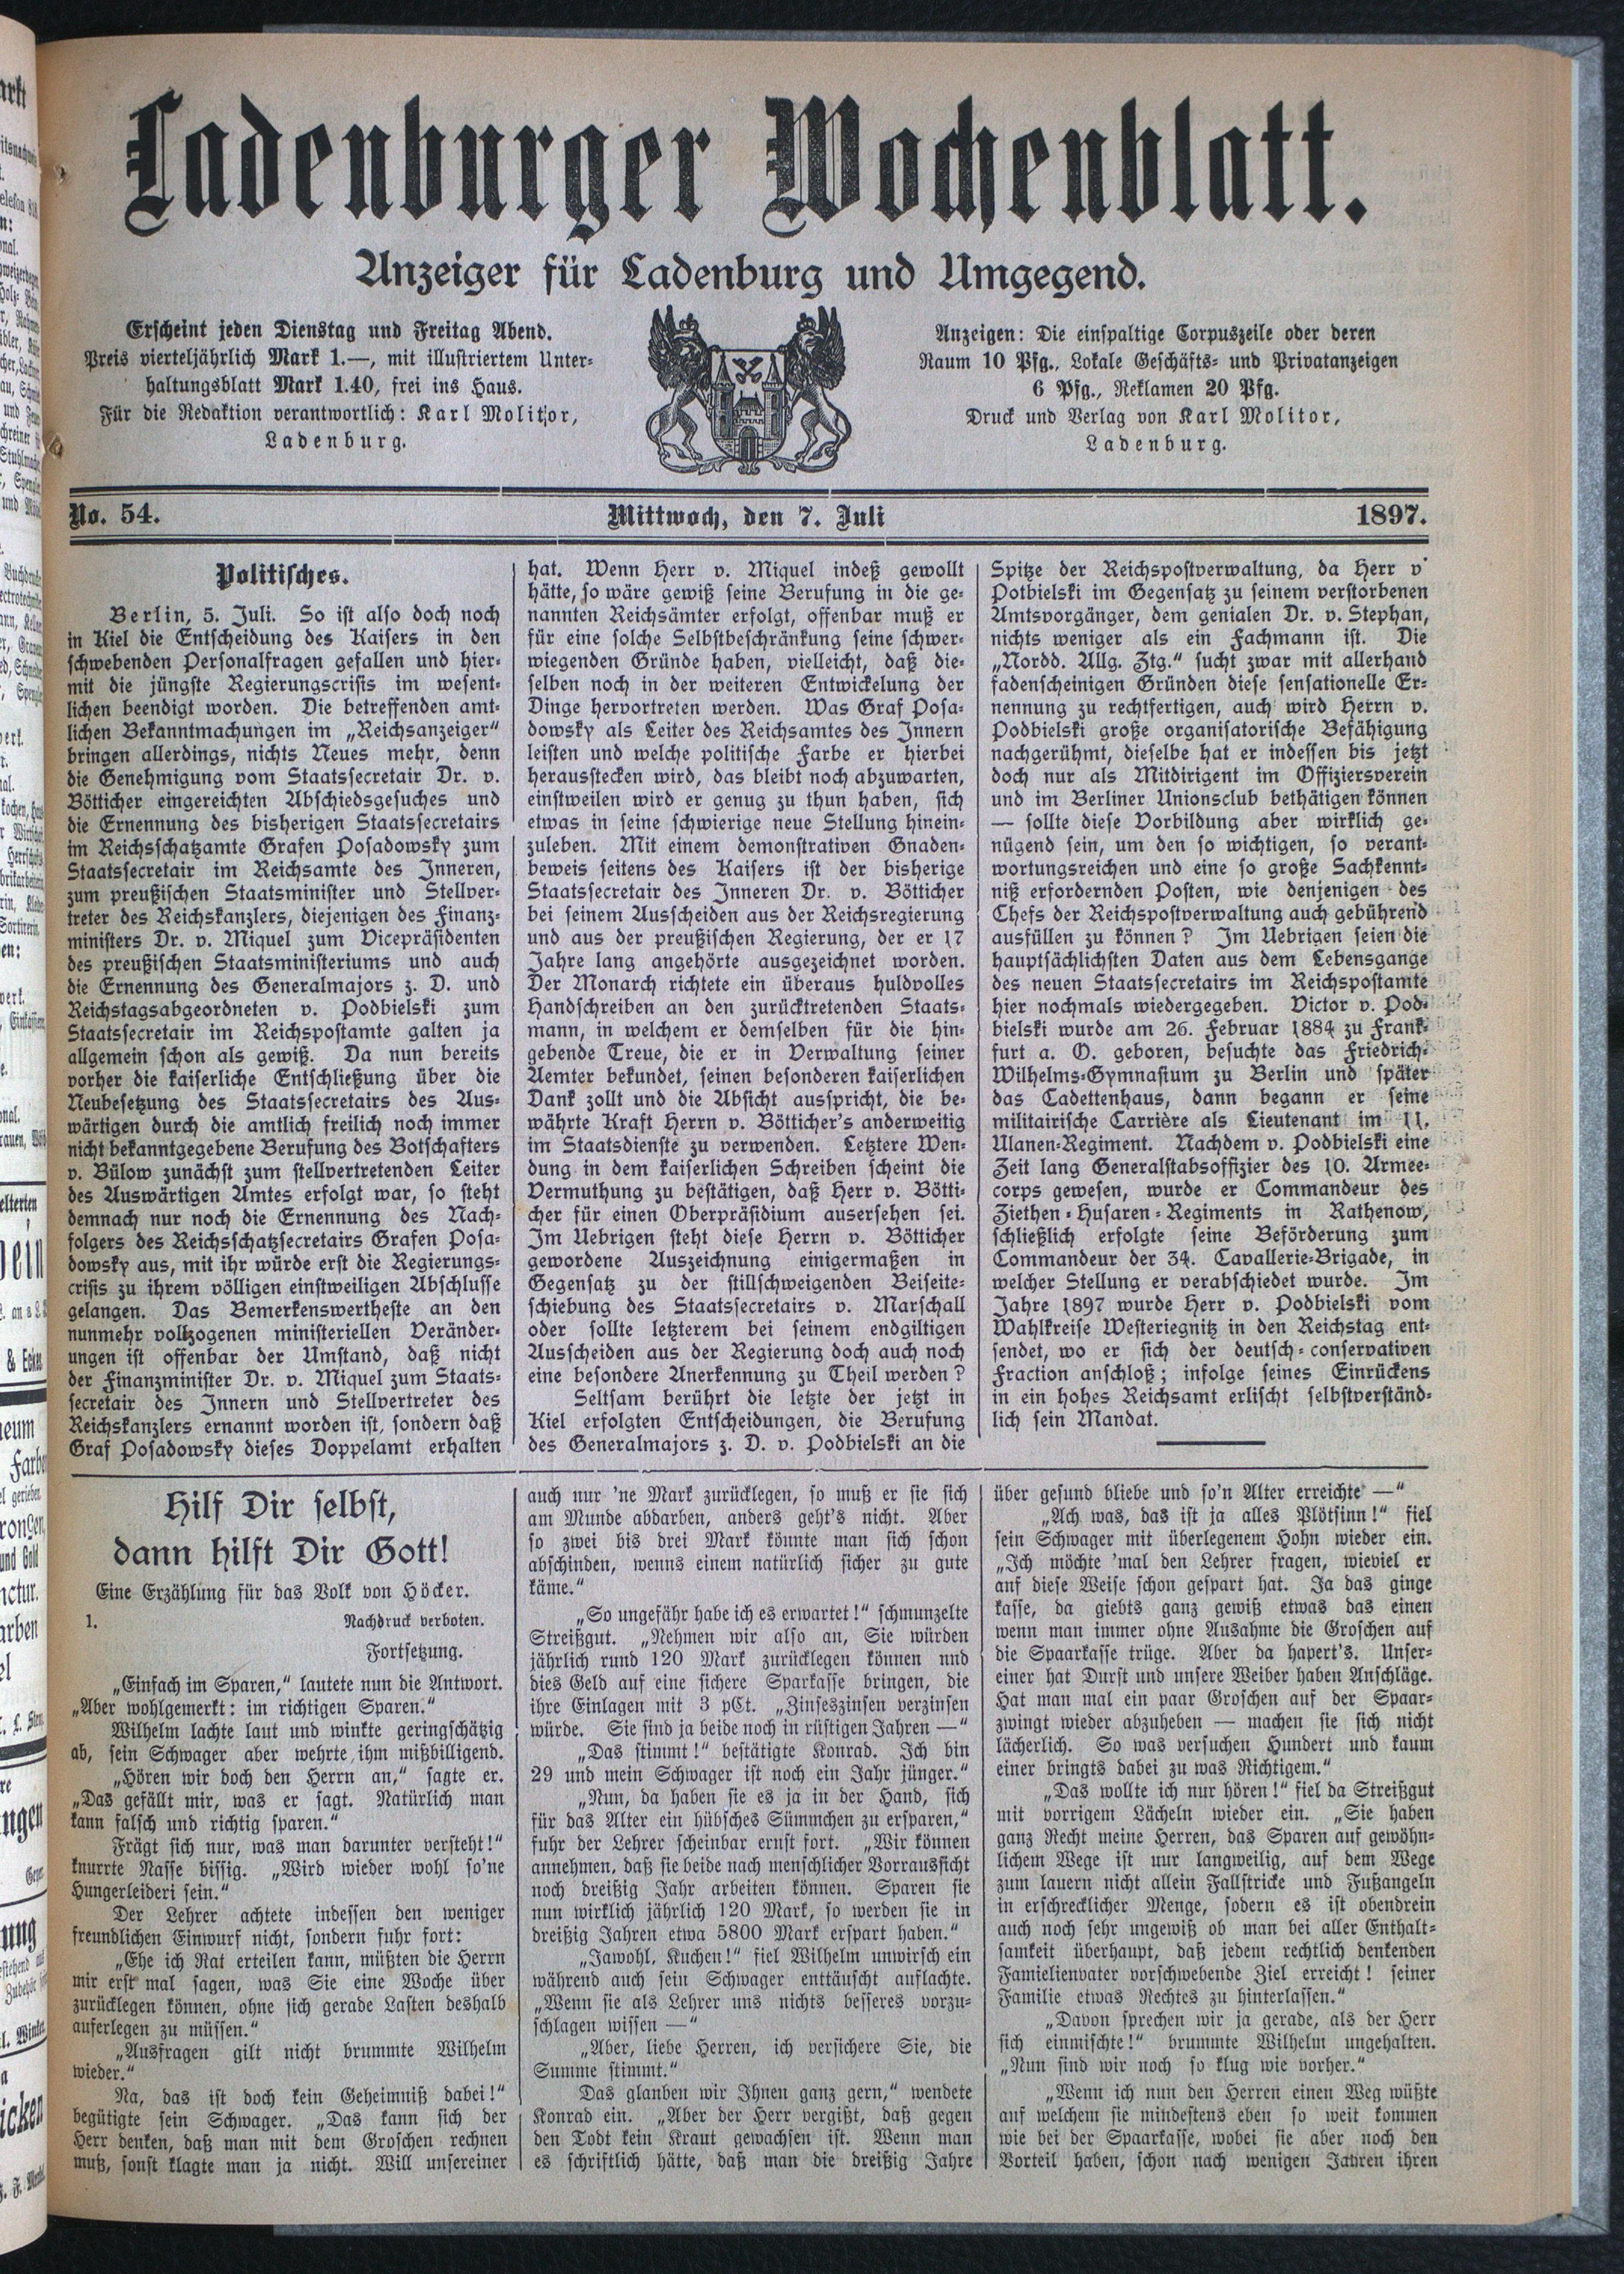 Ladenburger Wochenblatt.
Anzeiger für Ladenburg und Umgegend.
Erscheint jeden Dienstag und Freitag Abend.
Preis vierteljährlich Mark 1.—, mit illustriertem Unter-
haltungsblatt Mark 1.40, frei ins Haus.
Für die Redaktion verantwortlich: Karl Molitor,
Ladenburg.
Anzeigen: Die einspaltige Corpuszeile oder deren
Raum 10 Pfg., Lokale Geschäfts- und Privatanzeigen
6 Pfg., Reklamen 20 Pfg.
Druck und Verlag von Karl Molitor,
Ladenburg.
No. 54.
Mittwoch, den 7. Juli
1897.
Politisches.
Berlin, 5. Juli. So ist also doch noch
in Kiel die Entscheidung des Kaisers in den
schwebenden Personalfragen gefallen und hier-
mit die jüngste Regierungscrisis im wesent-
lichen beendigt worden. Die betreffenden amt-
lichen Bekanntmachungen im „Reichsanzeiger“
bringen allerdings, nichts Neues mehr, denn
die Genehmigung vom Staatssecretair Dr. v.
Bötticher eingereichten Abschiedsgesuches und
die Ernennung des bisherigen Staatssecretairs
im Reichsschatzamte Grafen Posadowsky zum
Staatssecretair im Reichsamte des Inneren,
zum preußischen Staatsminister und Stellver-
treter des Reichskanzlers, diejenigen des Finanz-
ministers Dr. v. Miquel zum Vicepräsidenten
des preußischen Staatsministeriums und auch
die Ernennung des Generalmajors z. D. und
Reichstagsabgeordneten v. Podbielski zum
Staatssecretair im Reichspostamte galten ja
allgemein schon als gewiß. Da nun bereits
vorher die kaiserliche Entschließung über die
Neubesetzung des Staatssecretairs des Aus-
wärtigen durch die amtlich freilich noch immer
nicht bekanntgegebene Berufung des Botschafters
v. Bülow zunächst zum stellvertretenden Leiter
des Auswärtigen Amtes erfolgt war, so steht
demnach nur noch die Ernennung des Nach-
folgers des Reichsschatzsecretairs Grafen Posa-
dowsky aus, mit ihr würde erst die Regierungs-
crisis zu ihrem völligen einstweiligen Abschlusse
gelangen. Das Bemerkenswertheste an den
nunmehr vollzogenen ministeriellen Veränder-
ungen ist offenbar der Umstand, daß nicht
der Finanzminister Dr. v. Miquel zum Staats-
secretair des Innern und Stellvertreter des
Reichskanzlers ernannt worden ist, sondern daß
Graf Posadowsky dieses Doppelamt erhalten
hat. Wenn Herr v. Miquel indeß gewollt
hätte, so wäre gewiß seine Berufung in die ge-
nannten Reichsämter erfolgt, offenbar muß er
für eine solche Selbstbeschränkung seine schwer-
wiegenden Gründe haben, vielleicht, daß die-
selben noch in der weiteren Entwickelung der
Dinge hervortreten werden. Was Graf Posa-
dowsky als Leiter des Reichsamtes des Innern
leisten und welche politische Farbe er hierbei
herausstecken wird, das bleibt noch abzuwarten,
einstweilen wird er genug zu thun haben, sich
etwas in seine schwierige neue Stellung hinein-
zuleben. Mit einem demonstrativen Gnaden-
beweis seitens des Kaisers ist der bisherige
Staatssecretair des Inneren Dr. v. Bötticher
bei seinem Ausscheiden aus der Reichsregierung
und aus der preußischen Regierung, der er 17
Jahre lang angehörte ausgezeichnet worden.
Der Monarch richtete ein überaus huldvolles
Handschreiben an den zurücktretenden Staats-
mann, in welchem er demselben für die hin-
gebende Treue, die er in Verwaltung seiner
Aemter bekundet, seinen besonderen kaiserlichen
Dank zollt und die Absicht ausspricht, die be-
währte Kraft Herrn v. Bötticher's anderweitig
im Staatsdienste zu verwenden. Letztere Wen-
dung in dem kaiserlichen Schreiben scheint die
Vermuthung zu bestätigen, daß Herr v. Bötti-
cher für einen Oberpräsidium ausersehen sei.
Im Uebrigen steht diese Herrn v. Bötticher
gewordene Auszeichnung einigermaßen in
Gegensatz zu der stillschweigenden Beiseite-
schiebung des Staatssecretairs v. Marschall
oder sollte letzterem bei seinem endgiltigen
Ausscheiden aus der Regierung doch auch noch
eine besondere Anerkennung zu Theil werden?
Seltsam berührt die letzte der jetzt in
Kiel erfolgten Entscheidungen, die Berufung
des Generalmajors z. D. v. Podbielski an die
Spitze der Reichspostverwaltung, da Herr v
Potbielski im Gegensatz zu seinem verstorbenen
Amtsvorgänger, dem genialen Dr. v. Stephan,
nichts weniger als ein Fachmann ist. Die
„Nordd. Allg. Ztg.“ sucht zwar mit allerhand
fadenscheinigen Gründen diese sensationelle Er-
nennung zu rechtfertigen, auch wird Herrn v.
Podbielski große organisatorische Befähigung
nachgerühmt, dieselbe hat er indessen bis jetzt
doch nur als Mitdirigent im Offiziersverein
und im Berliner Unionsclub bethätigen können
— sollte diese Vorbildung aber wirklich ge-
nügend sein, um den so wichtigen, so verant-
wortungsreichen und eine so große Sachkennt-
niß erfordernden Posten, wie denjenigen des
Chefs der Reichspostverwaltung auch gebührend
ausfüllen zu können? Im Uebrigen seien die
hauptsächlichsten Daten aus dem Lebensgange
des neuen Staatssecretairs im Reichspostamte
hier nochmals wiedergegeben. Victor v. Pod-
bielski wurde am 26. Februar 1884 zu Frank-
furt a. O. geboren, besuchte das Friedrich-
Wilhelms-Gymnasium zu Berlin und später
das Cadettenhaus, dann begann er seine
militairische Carrière als Lieutenant im 11.
Ulanen-Regiment. Nachdem v. Podbielski eine
Zeit lang Generalstabsoffizier des 10. Armee-
corps gewesen, wurde er Commandeur des
Ziethen-Husaren-Regiments in Rathenow,
schließlich erfolgte seine Beförderung zum
Commandeur der 34. Cavallerie-Brigade, in
welcher Stellung er verabschiedet wurde. Im
Jahre 1897 wurde Herr v. Podbielski vom
Wahlkreise Westeriegnitz in den Reichstag ent-
sendet, wo er sich der deutsch-conservativen
Fraction anschloß; infolge seines Einrückens
in ein hohes Reichsamt erlischt selbstverständ-
lich sein Mandat.
Hilf Dir selbst,
dann hilft Dir Gott!
Eine Erzählung für das Volk von Höcker.
1.
Nachdruck verboten.
Fortsetzung.
„Einfach im Sparen,“ lautete nun die Antwort.
„Aber wohlgemerkt: im richtigen Sparen.“
Wilhelm lachte laut und winkte geringschätzig
ab, sein Schwager aber wehrte ihm mißbilligend.
„Hören wir doch den Herrn an,“ sagte er.
„Das gefällt mir, was er sagt. Natürlich man
kann falsch und richtig sparen.“
Frägt sich nur, was man darunter versteht!“
knurrte Nasse bissig. „Wird wieder wohl so'ne
Hungerleideri sein.“
Der Lehrer achtete indessen den weniger
freundlichen Einwurf nicht, sondern fuhr fort:
„Ehe ich Rat erteilen kann, müßten die Herrn
mir erst mal sagen, was Sie eine Woche über
zurücklegen können, ohne sich gerade Lasten deshalb
auferlegen zu müssen.“
„Ausfragen gilt nicht brummte Wilhelm
wieder.“
Na, das ist doch kein Geheimniß dabei!“
begütigte sein Schwager. „Das kann sich der
Herr denken, daß man mit dem Groschen rechnen
muß, sonst klagte man ja nicht. Will unsereiner
auch nur 'ne Mark zurücklegen, so muß er sie sich
am Munde abdarben, anders geht's nicht. Aber
so zwei bis drei Mark könnte man sich schon
abschinden, wenns einem natürlich sicher zu gute
käme.“
„So ungefähr habe ich es erwartet!“ schmunzelte
Streißgut. „Nehmen wir also an, Sie würden
jährlich rund 120 Mark zurücklegen können und
dies Geld auf eine sichere Sparkasse bringen, die
ihre Einlagen mit 3 pCt. „Zinseszinsen verzinsen
würde. Sie sind ja beide noch in rüstigen Jahren —“
„Das stimmt!“ bestätigte Konrad. Ich bin
29 und mein Schwager ist noch ein Jahr jünger.“
„Nun, da haben sie es ja in der Hand, sich
für das Alter ein hübsches Sümmchen zu ersparen,“
fuhr der Lehrer scheinbar ernst fort. „Wir können
annehmen, daß sie beide nach menschlicher Vorraussicht
noch dreißig Jahr arbeiten können. Sparen sie
nun wirklich jährlich 120 Mark, so werden sie in
dreißig Jahren etwa 5800 Mark erspart haben.“
„Jawohl, Kuchen!“ fiel Wilhelm unwirsch ein
während auch sein Schwager enttäuscht auflachte.
„Wenn sie als Lehrer uns nichts besseres vorzu-
schlagen wissen —“
„Aber, liebe Herren, ich versichere Sie, die
Summe stimmt.“
Das glauben wir Ihnen ganz gern,“ wendete
Konrad ein. „Aber der Herr vergißt, daß gegen
den Todt kein Kraut gewachsen ist. Wenn man
es schriftlich hätte, daß man die dreißig Jahre
über gesund bliebe und so'n Alter erreichte —“
„Ach was, das ist ja alles Plötsinn!“ fiel
sein Schwager mit überlegenem Hohn wieder ein.
„Ich möchte 'mal den Lehrer fragen, wieviel er
auf diese Weise schon gespart hat. Ja das ginge
kasse, da giebts ganz gewiß etwas das einen
wenn man immer ohne Ausahme die Groschen auf
die Spaarkasse trüge. Aber da hapert's. Unser-
einer hat Durst und unsere Weiber haben Anschläge.
Hat man mal ein paar Groschen auf der Spaar-
zwingt wieder abzuheben — machen sie sich nicht
lächerlich. So was versuchen Hundert und kaum
einer bringts dabei zu was Richtigem.“
„Das wollte ich nur hören!“ fiel da Streißgut
mit vorrigem Lächeln wieder ein. „Sie haben
ganz Recht meine Herren, das Sparen auf gewöhn-
lichem Wege ist nur langweilig, auf dem Wege
zum lauern nicht allein Fallstricke und Fußangeln
in erschrecklicher Menge, sodern es ist obendrein
auch noch sehr ungewiß ob man bei aller Enthalt-
samkeit überhaupt, daß jedem rechtlich denkenden
Famielienvater vorschwebende Ziel erreicht! seiner
Familie etwas Rechtes zu hinterlassen.“
„Davon sprechen wir ja gerade, als der Herr
sich einmischte!“ brummte Wilhelm ungehalten.
„Nun sind wir noch so klug wie vorher.“
„Wenn ich nun den Herren einen Weg wüßte
auf welchem sie mindestens eben so weit kommen
wie bei der Spaarkasse, wobei sie aber noch den
Vorteil haben, schon nach wenigen Jahren ihren